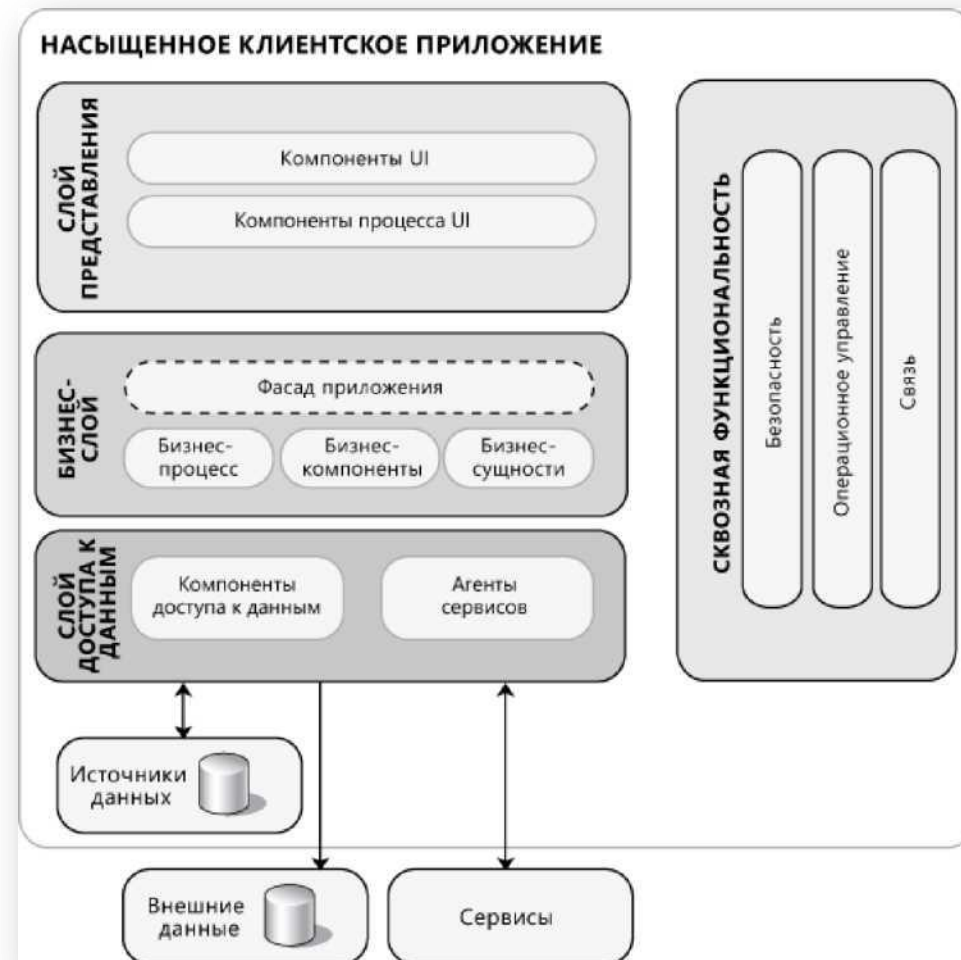 НАСЫЩЕННОЕ КЛИЕНТСКОЕ ПРИЛОЖЕНИЕ
СЛОЙ
ПРЕДСТАВЛЕНИЯ
Компоненты UI
Компоненты процесса UI
БИЗНЕС-
СЛОЙ
Фасад приложения
Бизнес-
процесс
Бизнес-
компоненты
Бизнес-
сущности
СЛОЙ
ДОСТУПА К
ДАННЫМ
Компоненты
доступа к данным
Агенты
сервисов
СКВОЗНАЯ ФУНКЦИОНАЛЬНОСТЬ
Безопасность
Операционное управление
Связь
Источники
данных
Внешние
данные
Сервисы